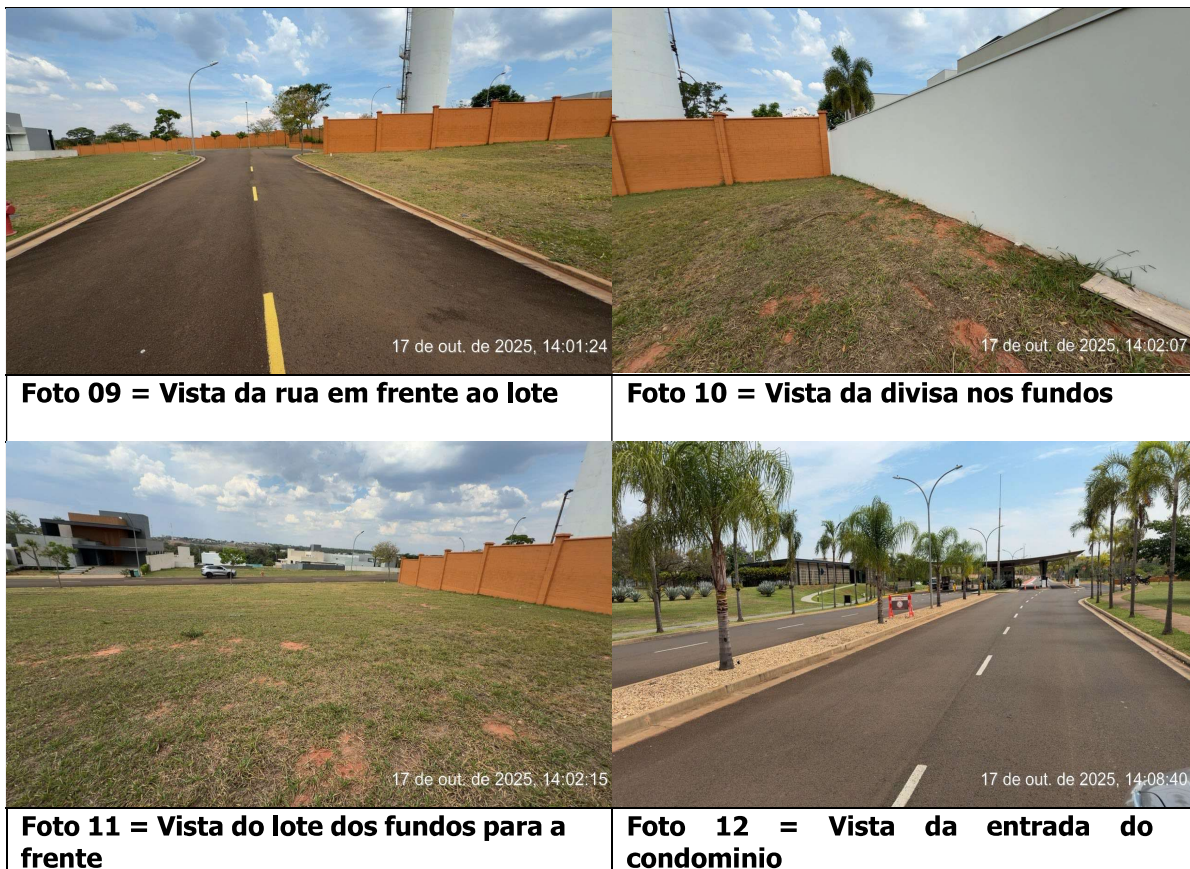 17 de out. de 2025, 14:01:24
17 de out. de 2025, 14:02:07
Foto 09 = Vista da rua em frente ao lote
Foto 10 = Vista da divisa nos fundos
17 de out. de 2025, 14:02:15
17 de out. de 2025, 14:08:40
Foto 11 = Vista do lote dos fundos para a
frente
Foto 12 = Vista da entrada do
condominio